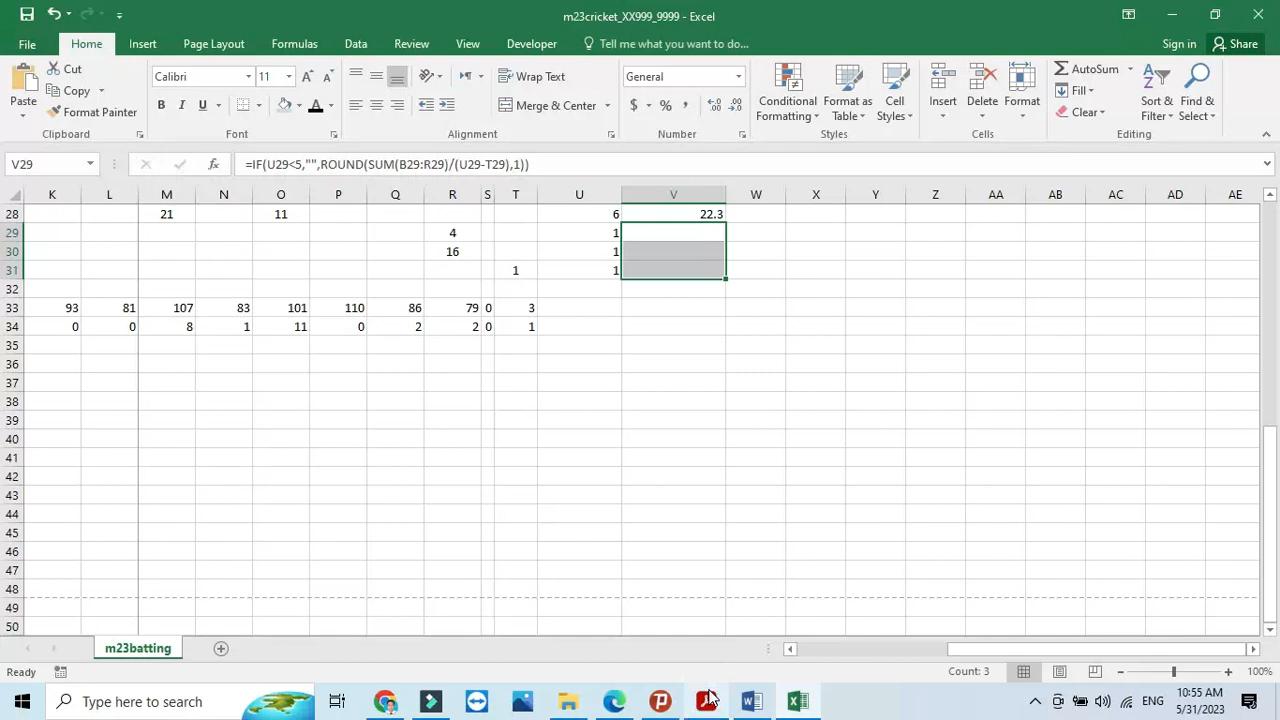 m23cricket_XX999_9999 - Excel
File Home Insert Page Layout Formulas Data Review View Developer Tell me what you want to do... Sign in Share
Cut
Copy
Format Painter
Paste
Calibri 11
B I U
Wrap Text
Merge & Center
General
$ % ,
Conditional Formatting
Formatas Table
Cell Styles
Insert
Delete
Format
AutoSum
Fill
Clear
Sort & Filter
Find & Select
Clipboard Font Alignment Number Styles Cells Editing
V29 fx =IF(U29<5,"",ROUND(SUM(B29:R29)/(U29-T29),1))
K L M N O P Q R S T U V W X Y Z AA AB AC AD AE
28 21 11 6 22.3
29 4 1
30 16 1
31 1 1
32
33 93 81 107 83 101 110 86 79 0 3
34 0 0 8 1 11 0 2 2 0 1
35
36
37
38
39
40
41
42
43
44
45
46
47
48
49
50
m23batting
Ready Count: 3 100%
Type here to search
ENG
10:55 AM
5/31/2023